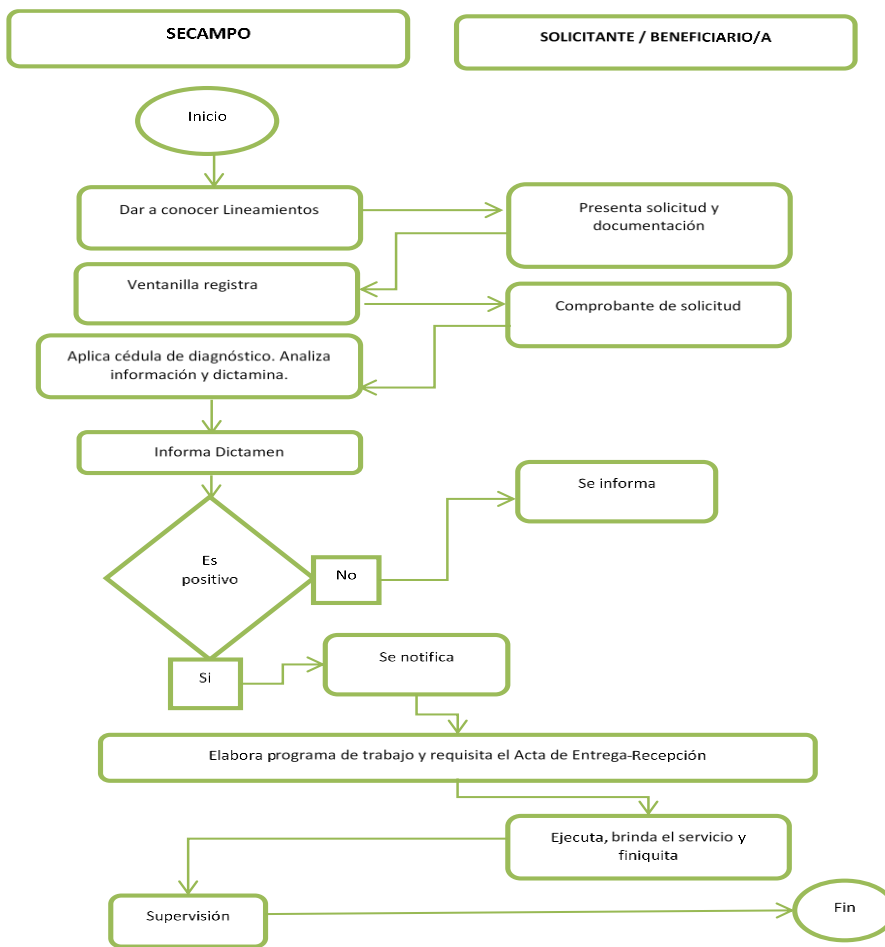 SECAMPO
SOLICITANTE / BENEFICIARIO/A
Inicio
Dar a conocer Lineamientos
Presenta solicitud y
documentación
Ventanilla registra
Comprobante de solicitud
Aplica cédula de diagnóstico. Analiza
información y dictamina.
Informa Dictamen
Se informa
Es
positivo
No
Si
Se notifica
Elabora programa de trabajo y requisita el Acta de Entrega-Recepción
Ejecuta, brinda el servicio y
finiquita
Supervisión
Fin